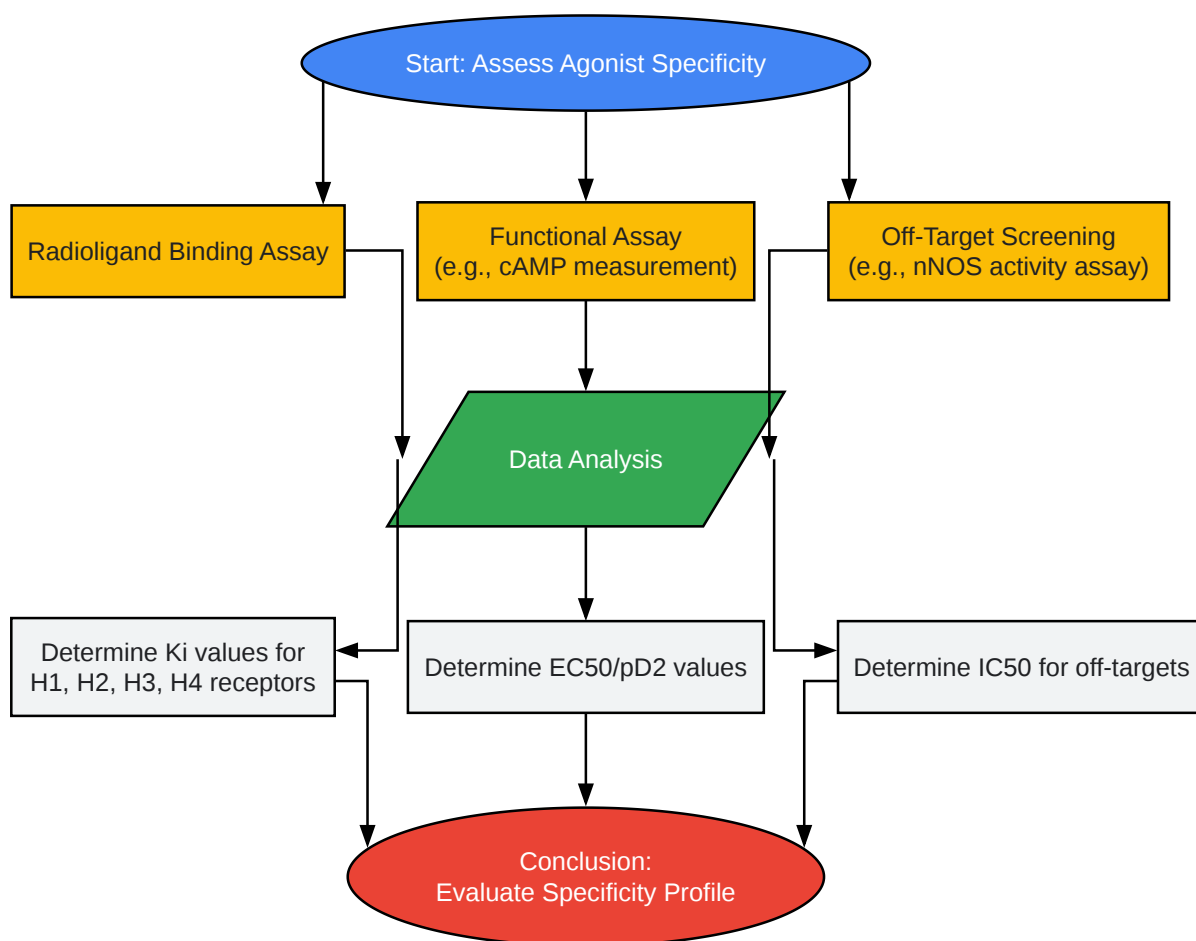 Start: Assess Agonist Specificity
Radioligand Binding Assay
Functional Assay
(e.g., cAMP measurement)
Off-Target Screening
(e.g., nNOS activity assay)
Data Analysis
Determine Ki values for
H1, H2, H3, H4 receptors
Determine EC50/pD2 values
Determine IC50 for off-targets
Conclusion:
Evaluate Specificity Profile